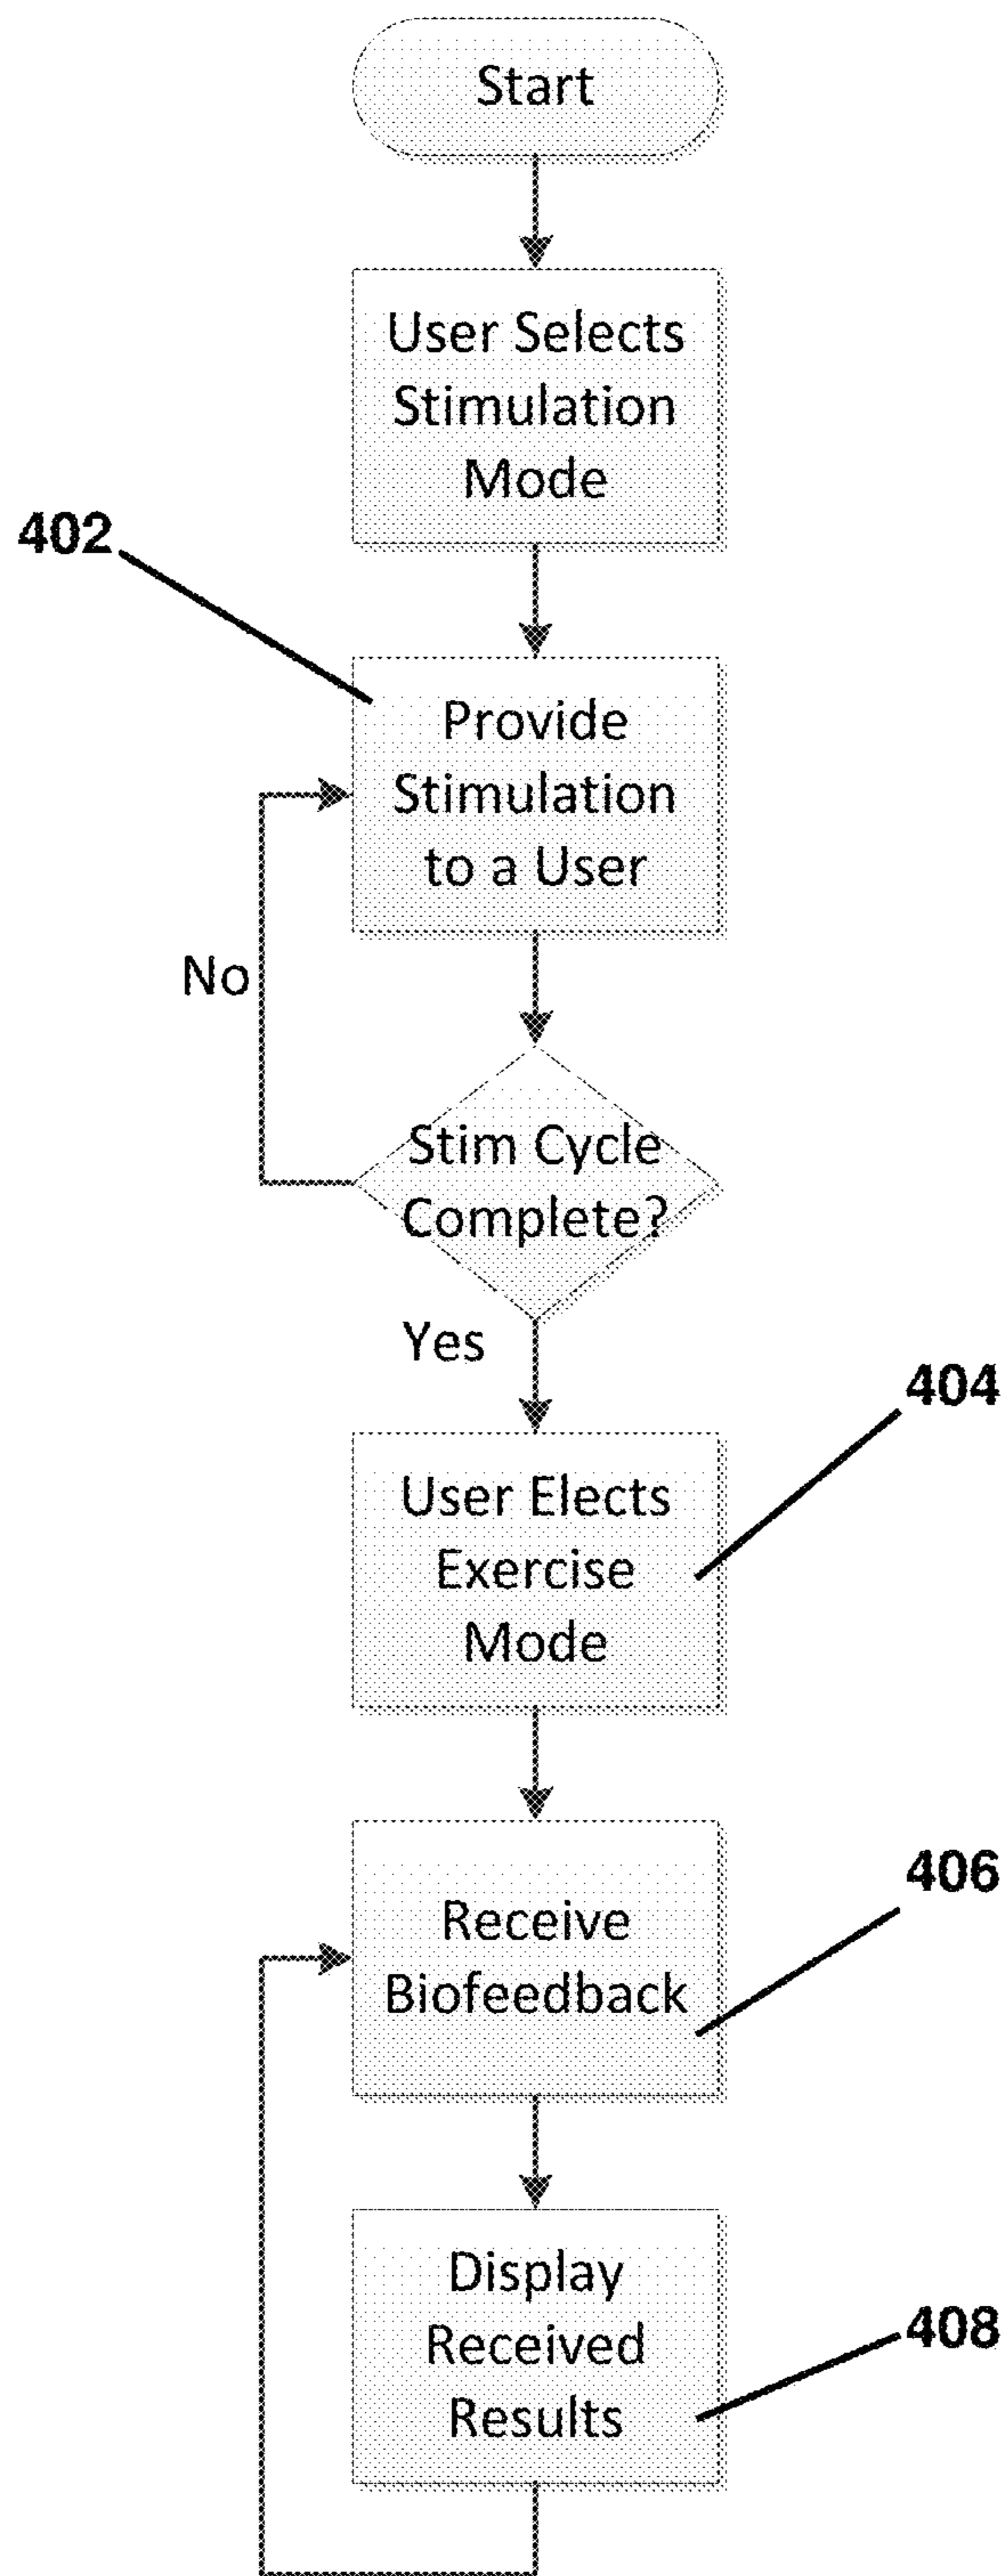 Start
User Selects
Stimulation
Mode
402
Provide
Stimulation
to a User
No
Stim Cycle
Complete?
Yes
404
User Elects
Exercise
Mode
406
Receive
Biofeedback
Display
Received
Results
408